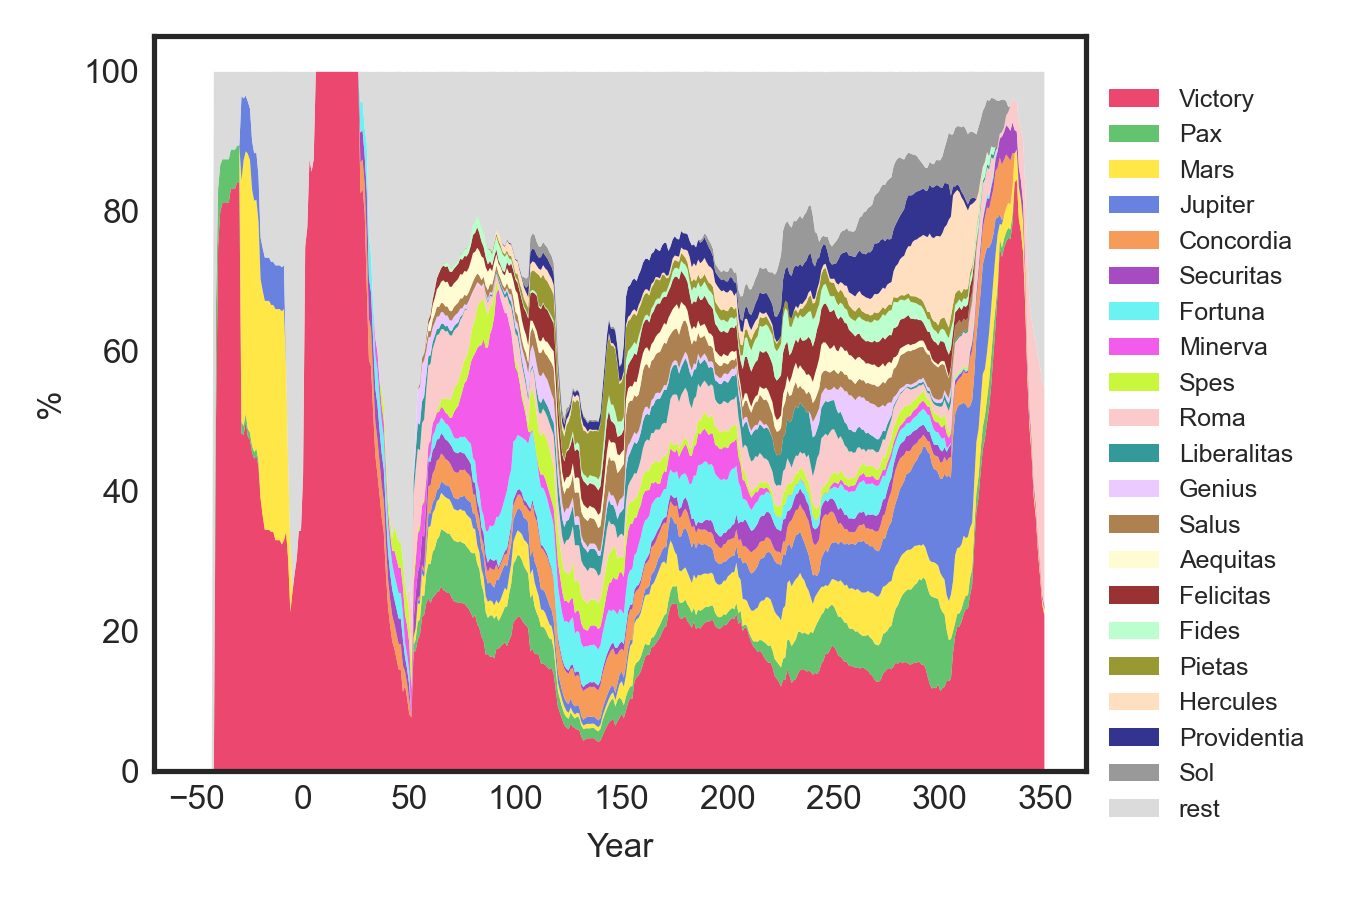 100
80
60
40
20
0
%
−50 0 50 100 150 200 250 300 350
Year
Victory
Pax
Mars
Jupiter
Concordia
Securitas
Fortuna
Minerva
Spes
Roma
Liberalitas
Genius
Salus
Aequitas
Felicitas
Fides
Pietas
Hercules
Providentia
Sol
rest